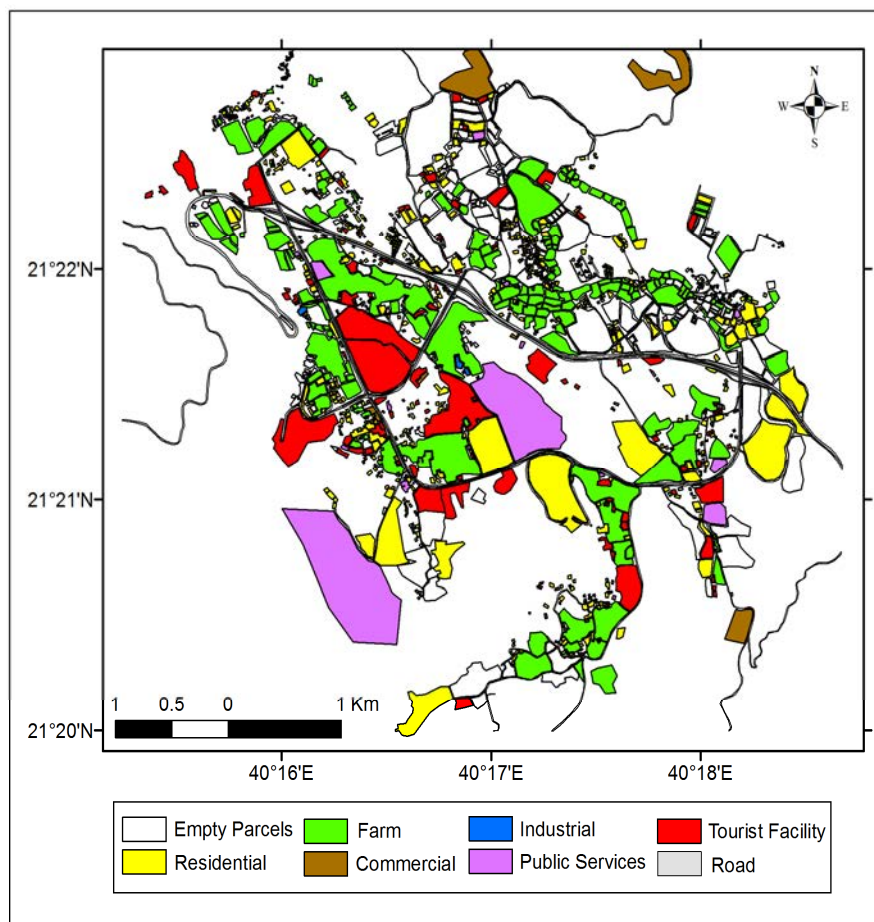 N
W E
S
21°22'N
21°21'N
21°20'N
1 0.5 0 1 Km
40°16'E 40°17'E 40°18'E
Empty Parcels Farm Industrial Tourist Facility
Residential Commercial Public Services Road